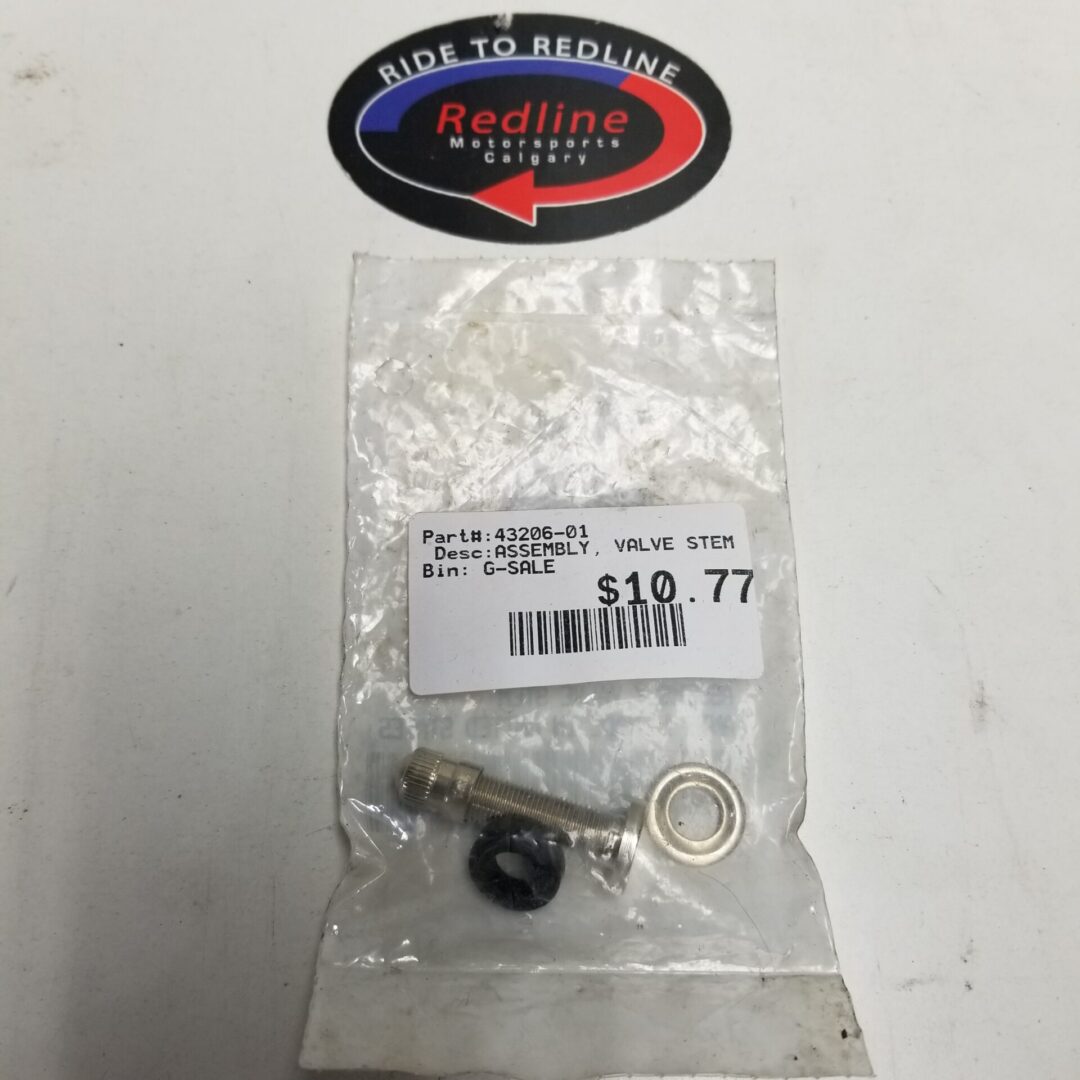 RIDE TO REDLINE
Redline
Motorsports
Calgary
Part#:43206-01
Desc:ASSEMBLY, VALVE STEM
Bin: G-SALE
$10.77